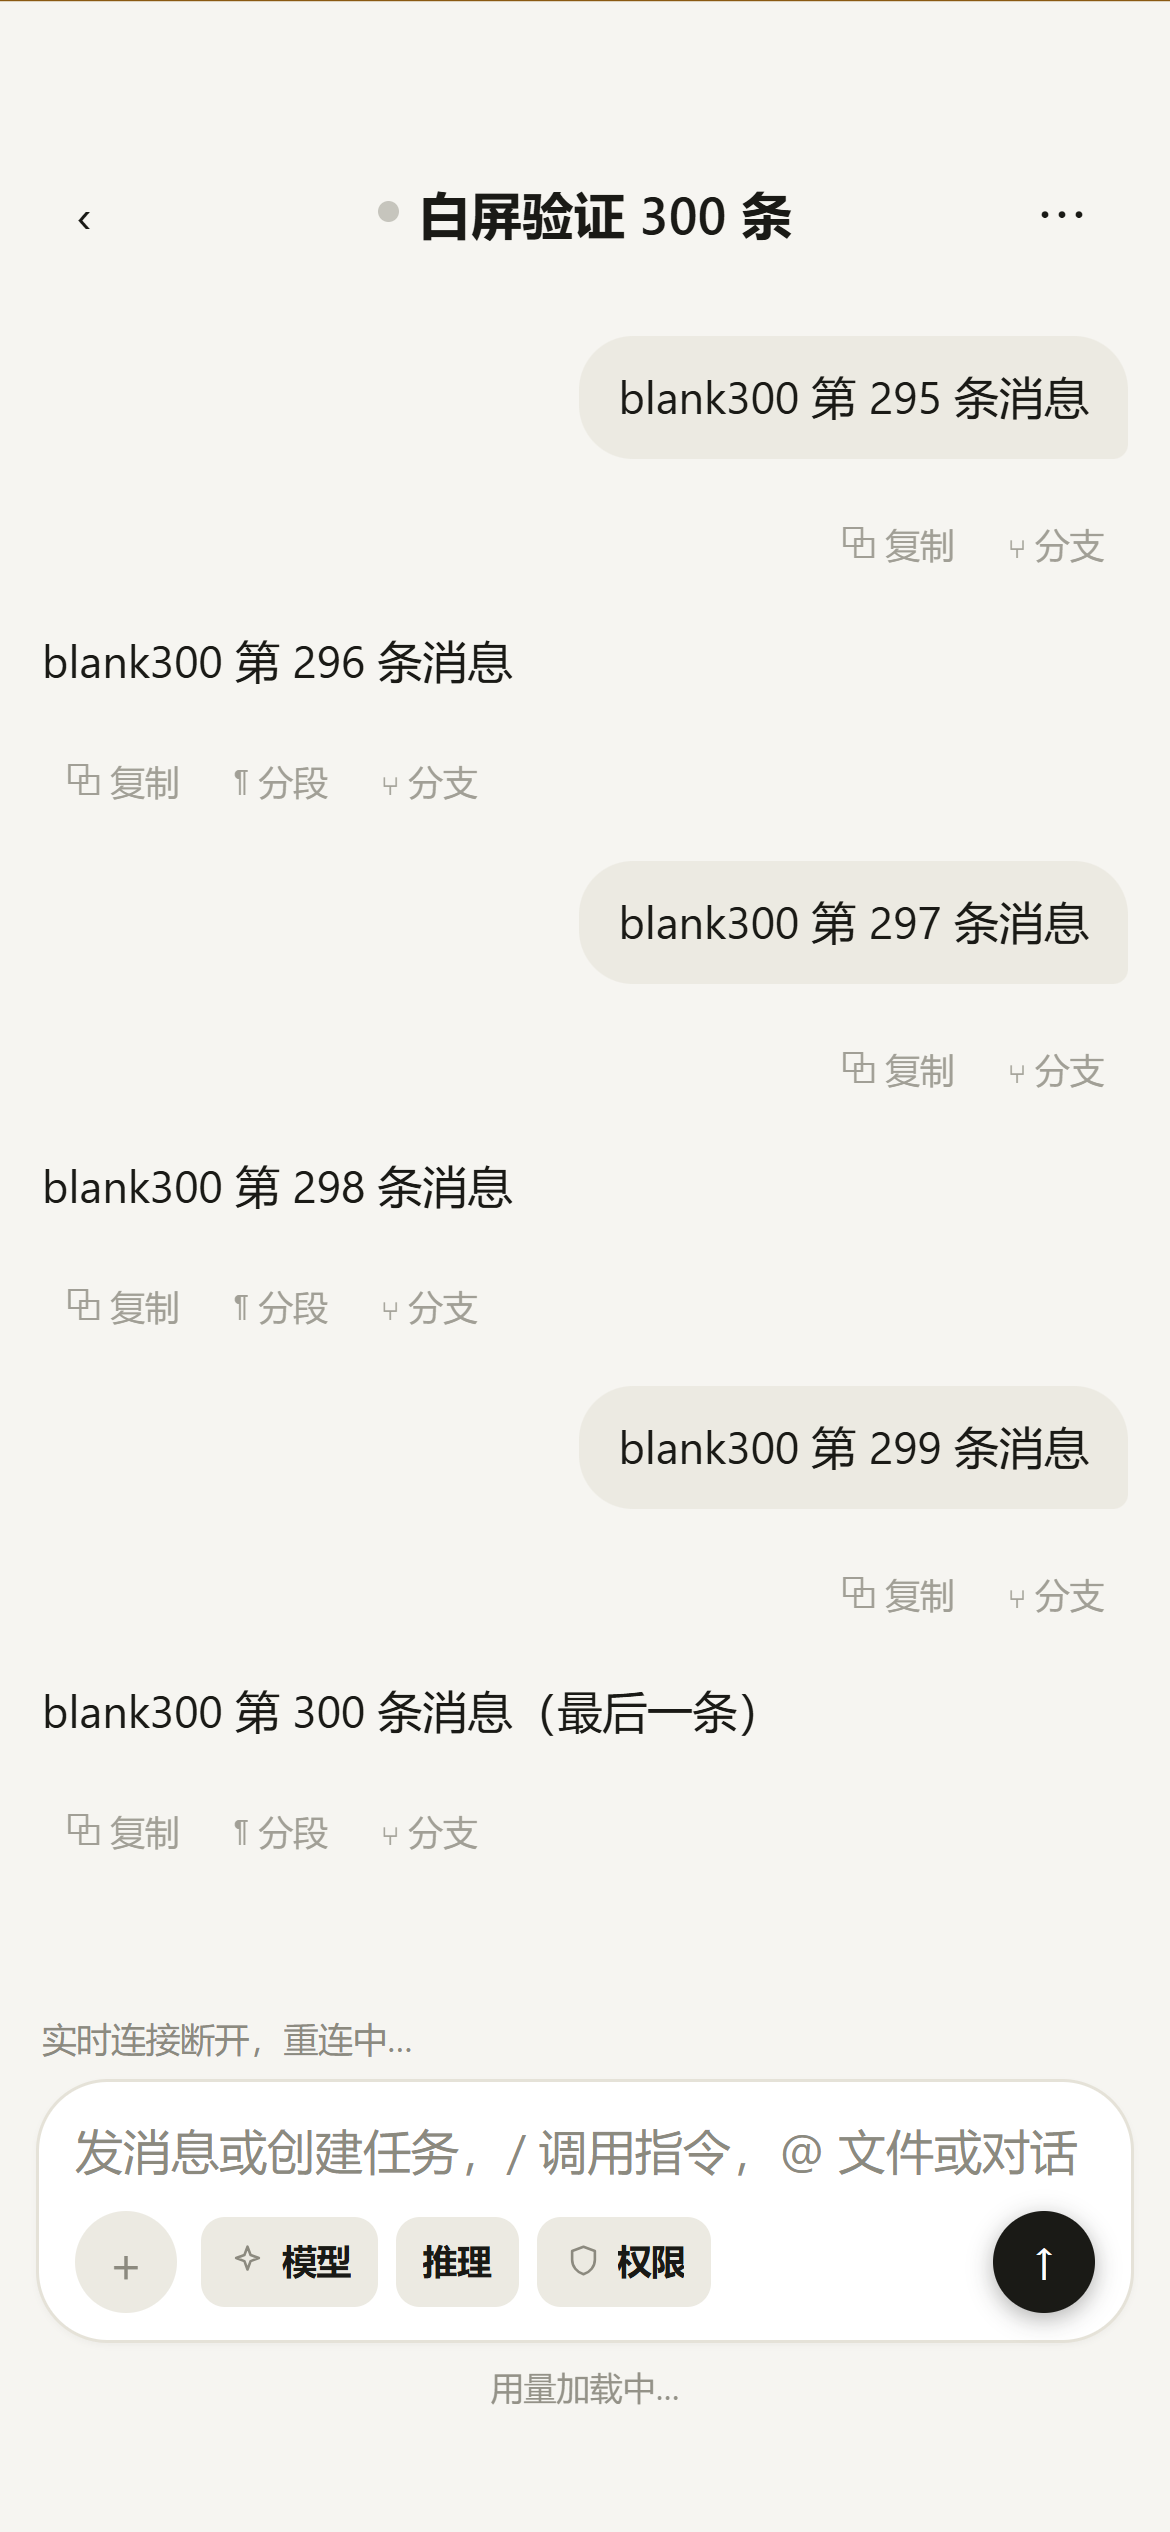 白屏验证 300 条
blank300 第 295 条消息
复制 分支
blank300 第 296 条消息
复制 ¶ 分段 分支
blank300 第 297 条消息
复制 分支
blank300 第 298 条消息
复制 ¶ 分段 分支
blank300 第 299 条消息
复制 分支
blank300 第 300 条消息（最后一条）
复制 ¶ 分段 分支
实时连接断开，重连中...
发消息或创建任务，/ 调用指令，@ 文件或对话
+ 模型 推理 权限 ↑
用量加载中...